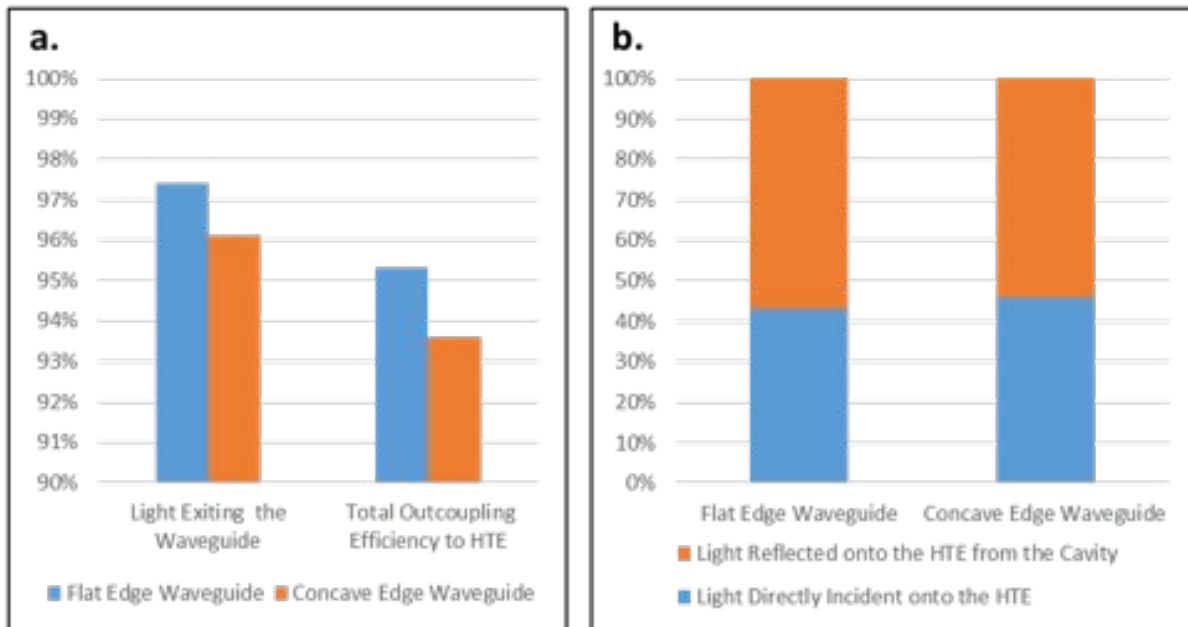 a.
100%
99%
98%
97%
96%
95%
94%
93%
92%
91%
90%
Light Exiting the
Waveguide
Total Outcoupling
Efficiency to HTE
Flat Edge Waveguide
Concave Edge Waveguide
b.
100%
90%
80%
70%
60%
50%
40%
30%
20%
10%
0%
Flat Edge Waveguide
Concave Edge Waveguide
Light Reflected onto the HTE from the Cavity
Light Directly Incident onto the HTE